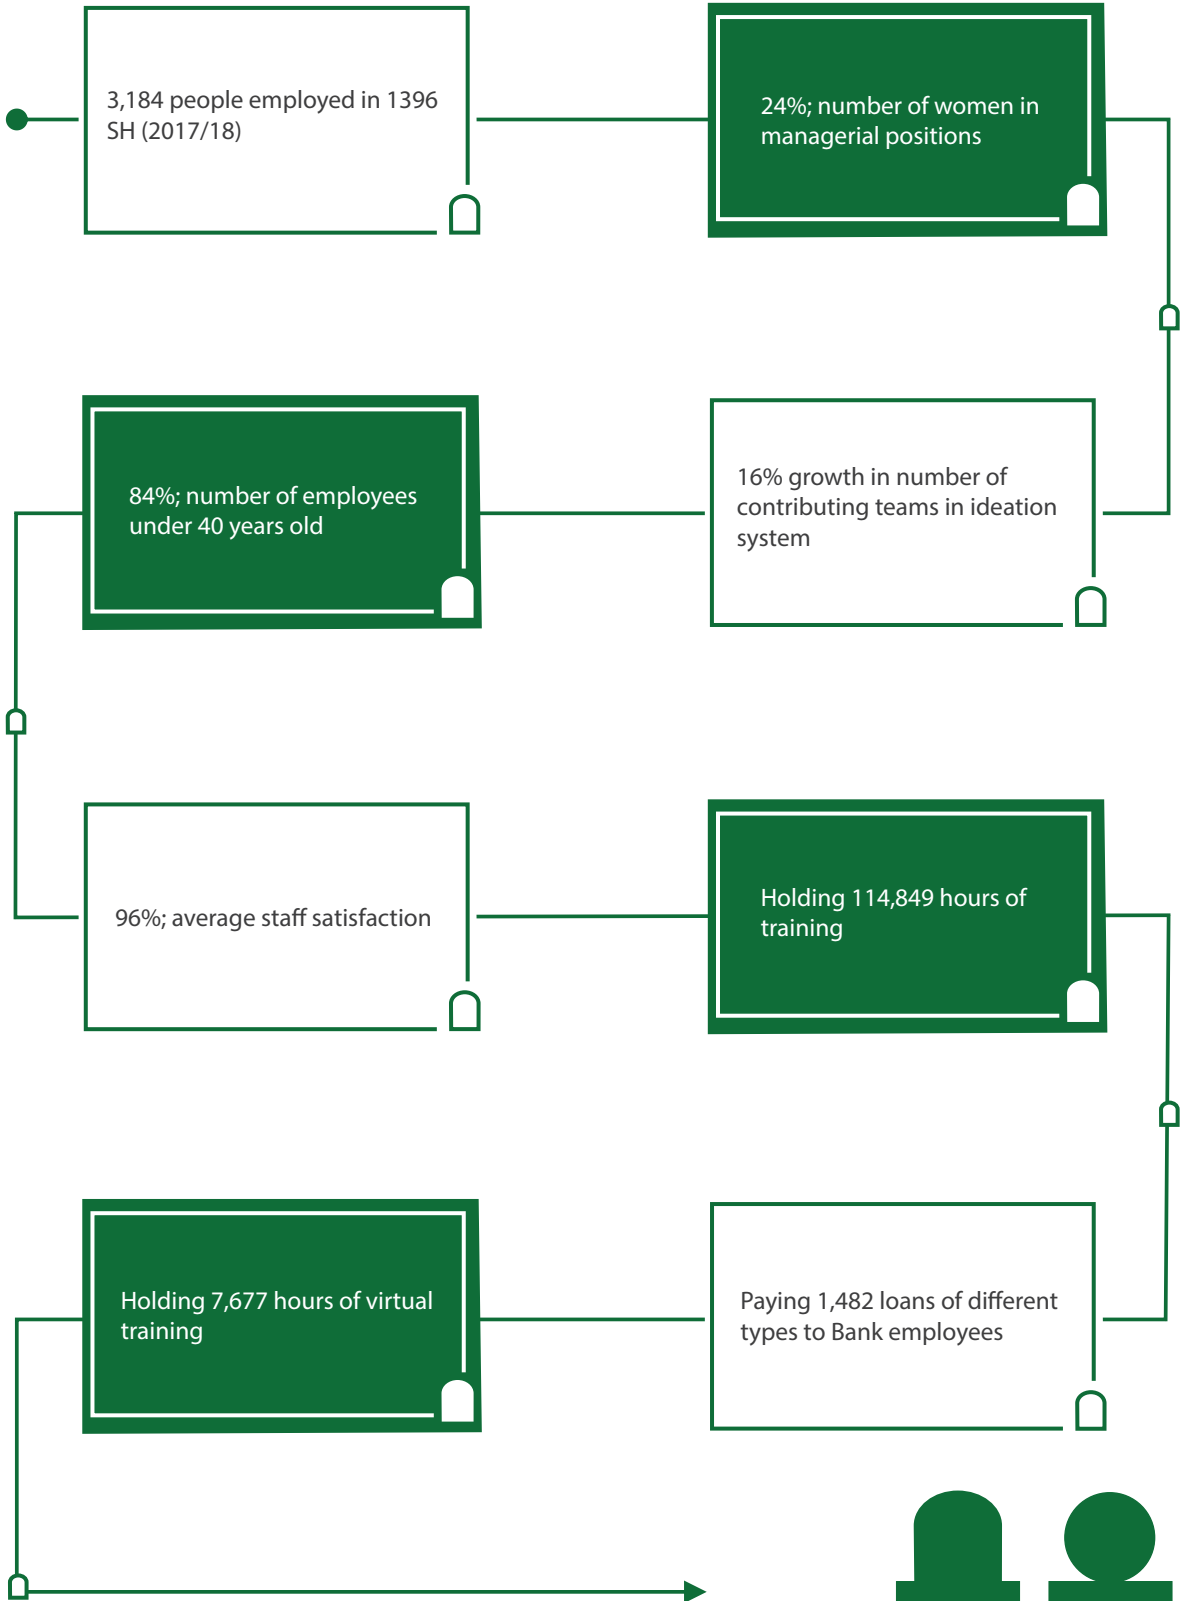 3,184 people employed in 1396
SH (2017/18)
24%; number of women in
managerial positions
16% growth in number of
contributing teams in ideation
system
84%; number of employees
under 40 years old
96%; average staff satisfaction
Holding 114,849 hours of
training
Paying 1,482 loans of different
types to Bank employees
Holding 7,677 hours of virtual
training